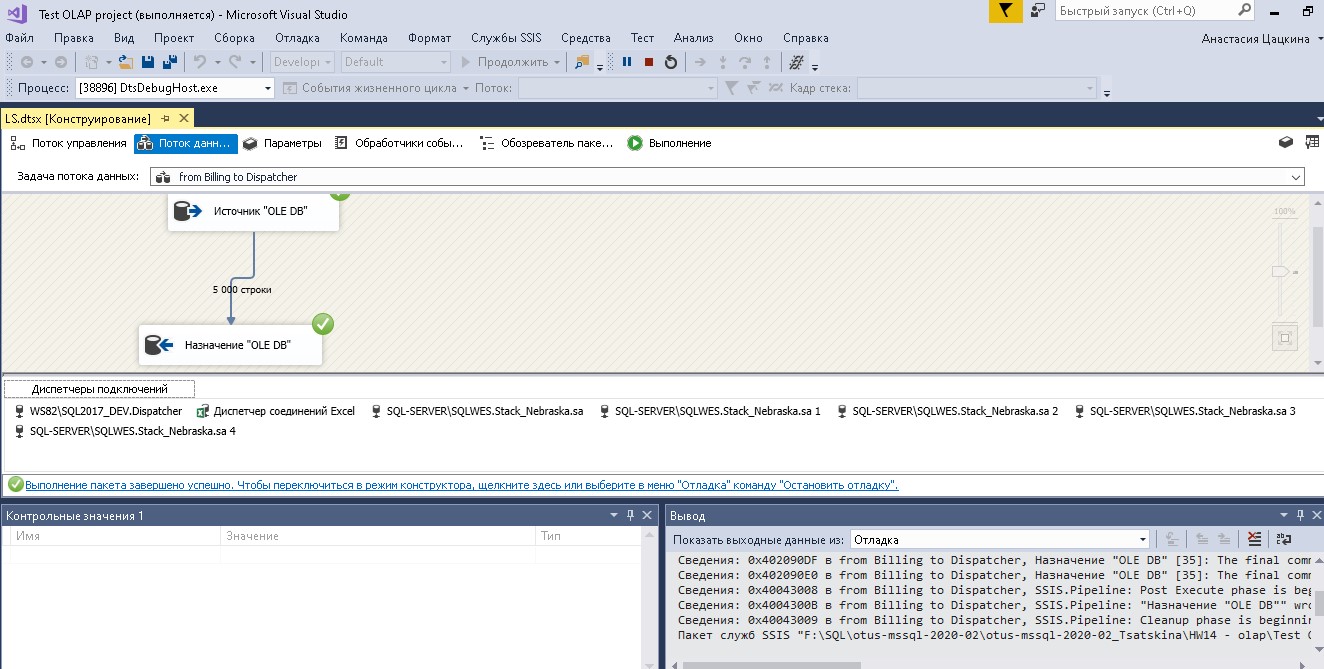 Test OLAP project (выполняется) - Microsoft Visual Studio
Быстрый запуск (Ctrl+Q)
Файл Правка Вид Проект Сборка Отладка Команда Формат Службы SSIS Средства Тест Анализ Окно Справка
Анастасия Цацкина
Developi Default Продолжить
Процесс: [38896] DtsDebugHost.exe События жизненного цикла Поток: Кадр стека:
LS.dtsx [Конструирование]
Поток управления Поток данн... Параметры Обработчики собы... Обозреватель паке... Выполнение
Задача потока данных: from Billing to Dispatcher
Источник "OLE DB"
100%
5 000 строки
Назначение "OLE DB"
Диспетчеры подключений
WS82\SQL2017_DEV.Dispatcher Диспетчер соединений Excel SQL-SERVER\SQLWES.Stack_Nebraska.sa SQL-SERVER\SQLWES.Stack_Nebraska.sa 1 SQL-SERVER\SQLWES.Stack_Nebraska.sa 2 SQL-SERVER\SQLWES.Stack_Nebraska.sa 3
SQL-SERVER\SQLWES.Stack_Nebraska.sa 4
Выполнение пакета завершено успешно. Чтобы переключиться в режим конструктора, щелкните здесь или выберите в меню "Отладка" команду "Остановить отладку".
Контрольные значения 1
Имя Значение Тип
Вывод
Показать выходные данные из: Отладка
Сведения: 0x402090DF в from Billing to Dispatcher, Назначение "OLE DB" [35]: The final comm
Сведения: 0x402090E0 в from Billing to Dispatcher, Назначение "OLE DB" [35]: The final comm
Сведения: 0x40043008 в from Billing to Dispatcher, SSIS.Pipeline: Post Execute phase is beg
Сведения: 0x4004300B в from Billing to Dispatcher, SSIS.Pipeline: "Назначение "OLE DB"" wro
Сведения: 0x40043009 в from Billing to Dispatcher, SSIS.Pipeline: Cleanup phase is beginnin
Пакет служб SSIS "F:\SQL\otus-mssql-2020-02\otus-mssql-2020-02_Tsatskina\HW14 - olap\Test O